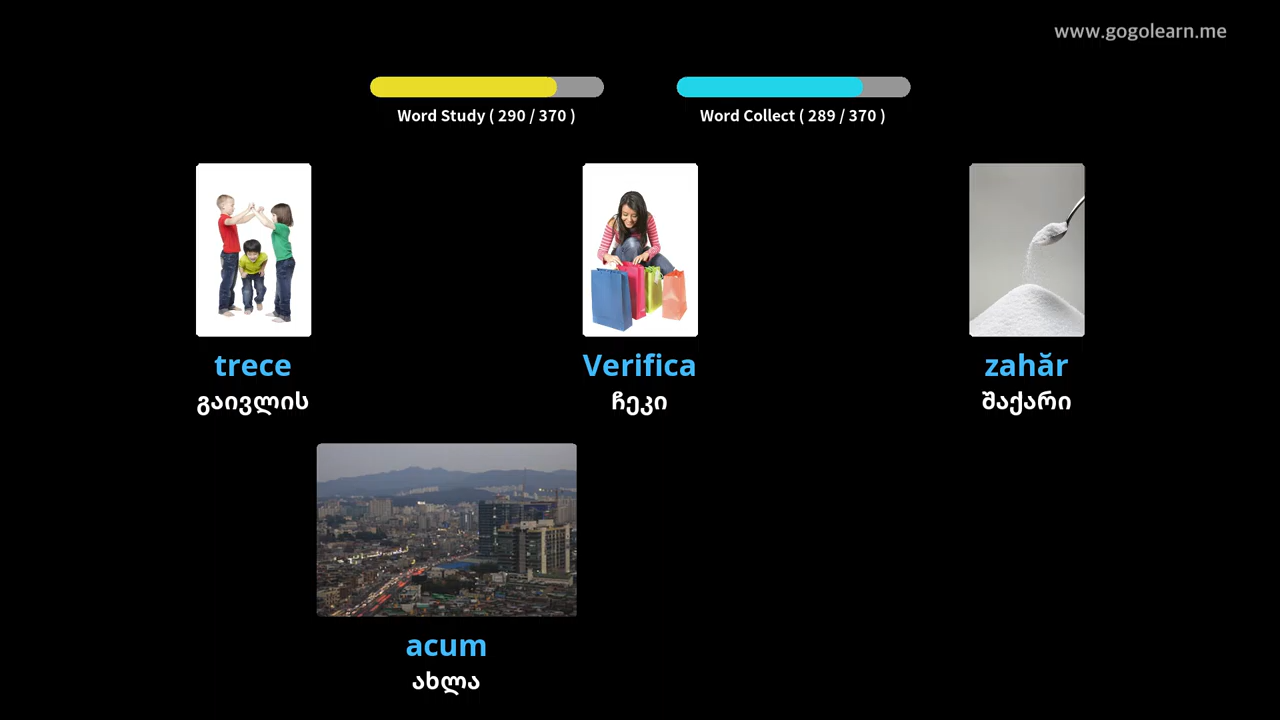 www.gogolearn.me
Word Study ( 290 / 370 )
Word Collect ( 289 / 370 )
trece
გაივლის
Verifica
ჩეკი
zahăr
შაქარი
acum
ახლა